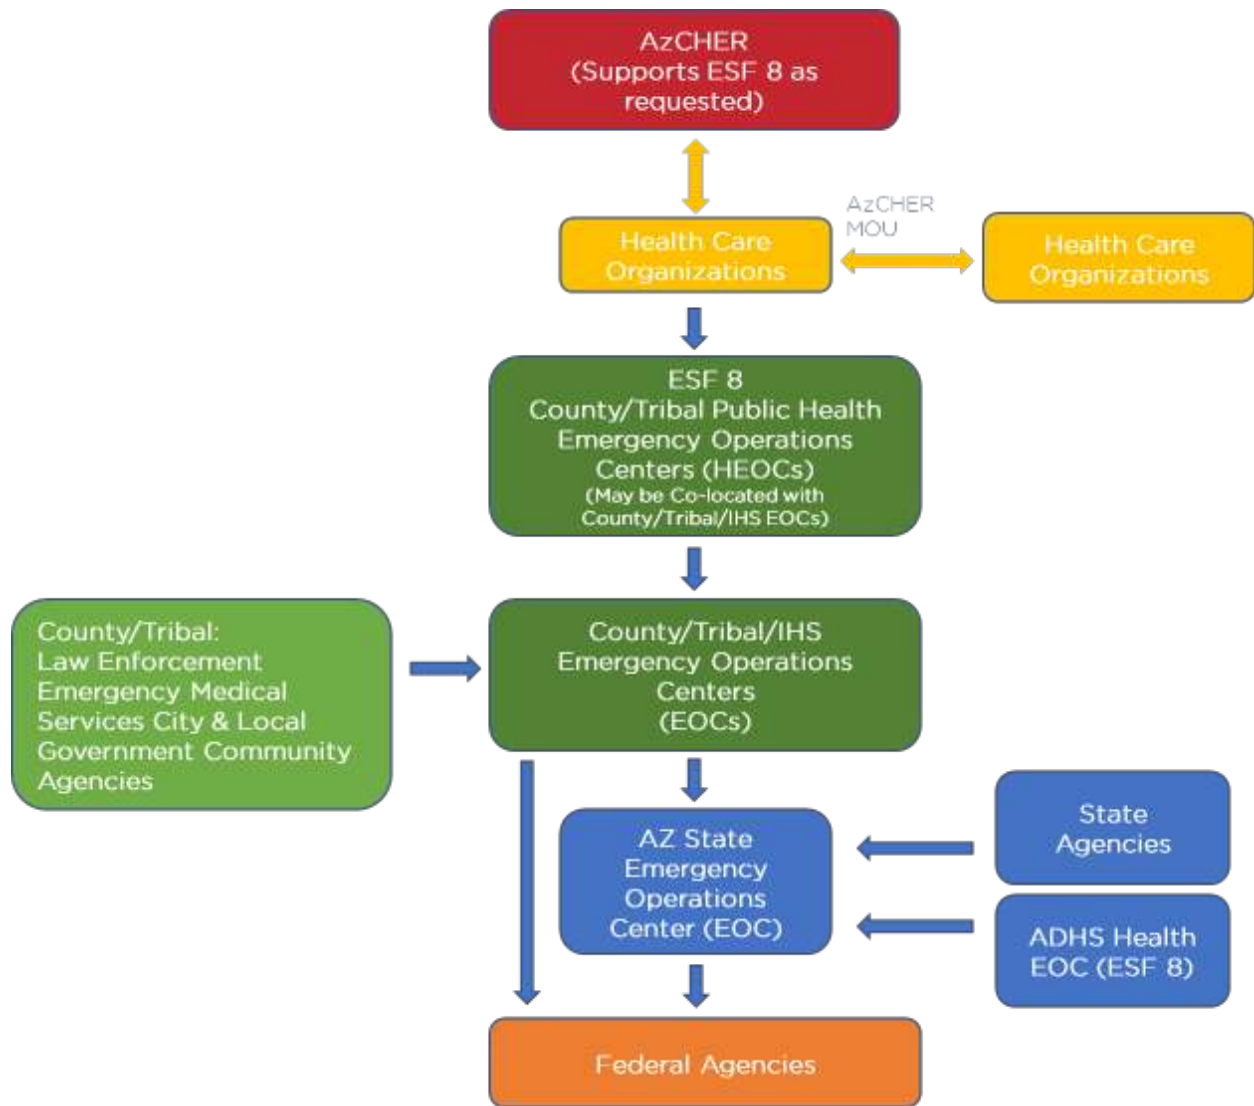 AzCHER
(Supports ESF 8 as
requested)
AzCHER
MOU
Health Care
Organizations
Health Care
Organizations
ESF 8
County/Tribal Public Health
Emergency Operations
Centers (HEOCs)
(May be Co-located with
County/Tribal/IHS EOCs)
County/Tribal:
Law Enforcement
Emergency Medical
Services City & Local
Government Community
Agencies
County/Tribal/IHS
Emergency Operations
Centers
(EOCs)
AZ State
Emergency
Operations
Center (EOC)
State
Agencies
ADHS Health
EOC (ESF 8)
Federal Agencies